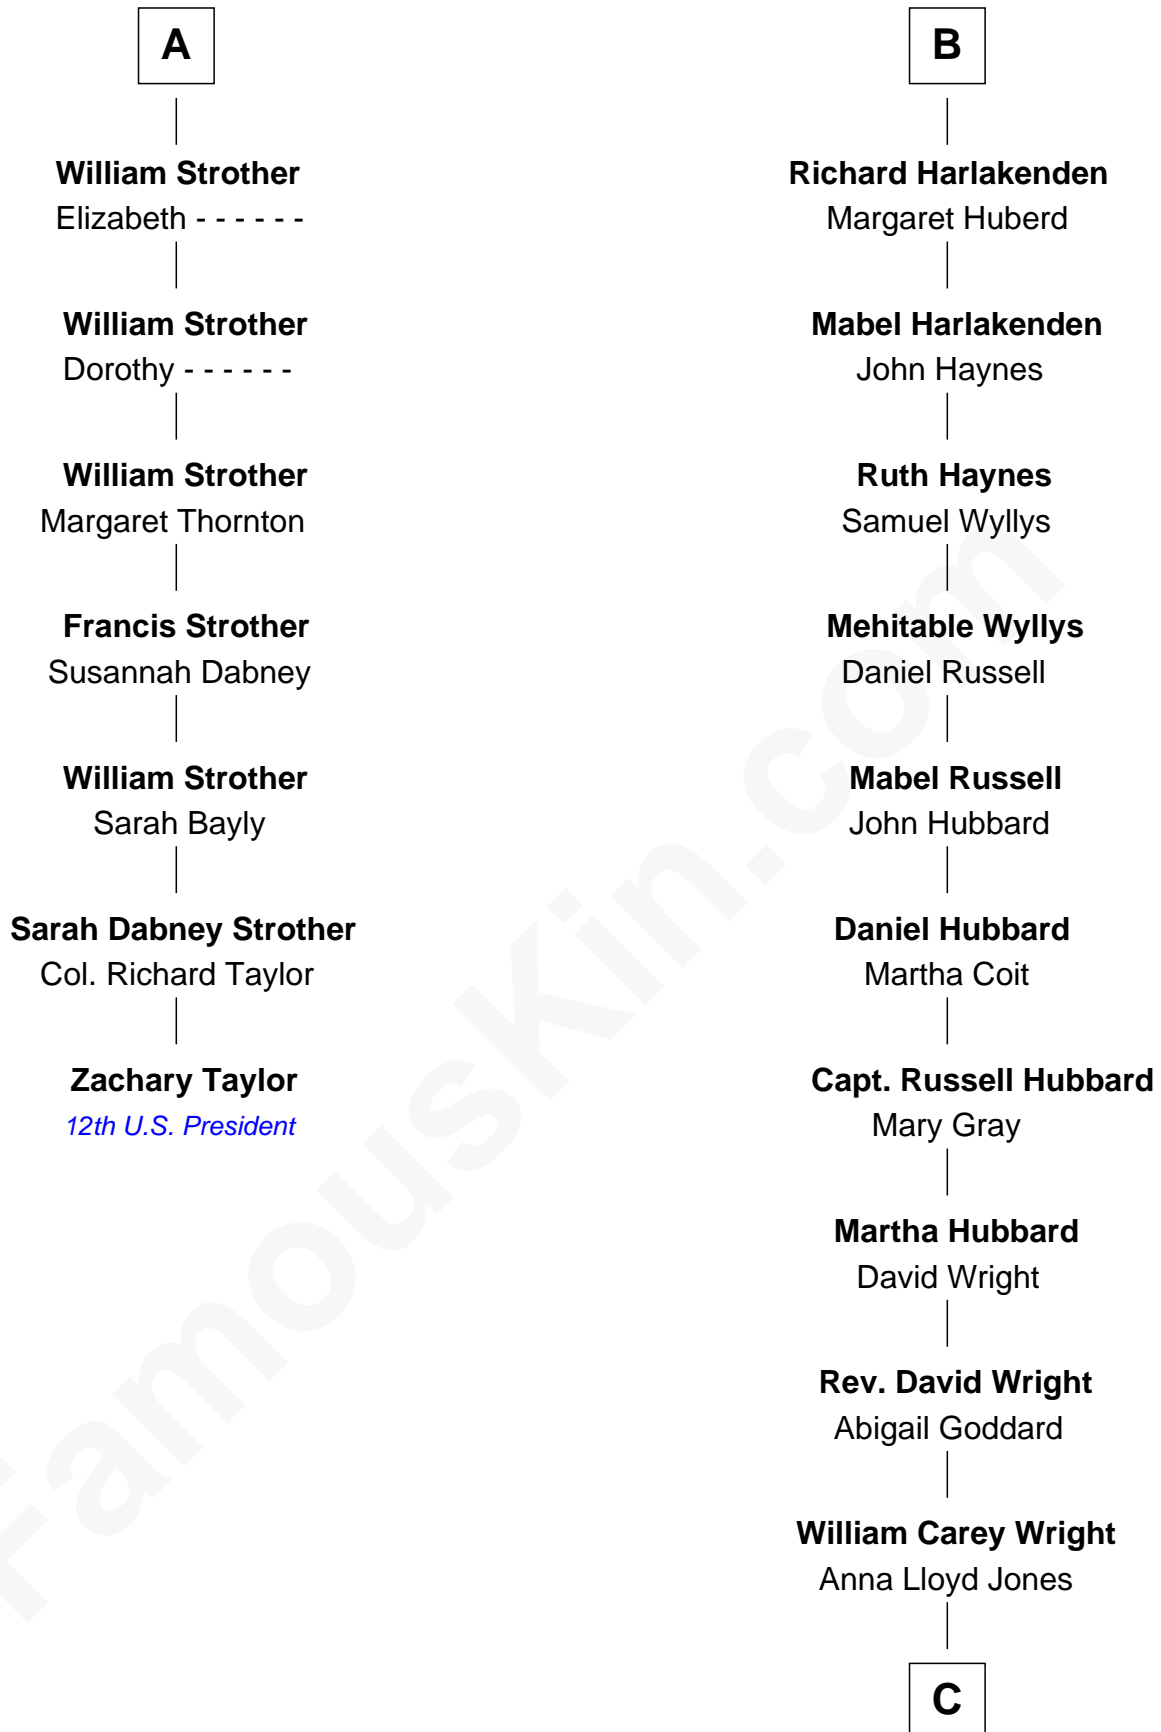 A
William Strother
Elizabeth - - - - - -
William Strother
Dorothy - - - - - -
William Strother
Margaret Thornton
Francis Strother
Susannah Dabney
William Strother
Sarah Bayly
Sarah Dabney Strother
Col. Richard Taylor
Zachary Taylor
12th U.S. President
B
Richard Harlakenden
Margaret Huberd
Mabel Harlakenden
John Haynes
Ruth Haynes
Samuel Wyllys
Mehitable Wyllys
Daniel Russell
Mabel Russell
John Hubbard
Daniel Hubbard
Martha Coit
Capt. Russell Hubbard
Mary Gray
Martha Hubbard
David Wright
Rev. David Wright
Abigail Goddard
William Carey Wright
Anna Lloyd Jones
C
FamousKin.com